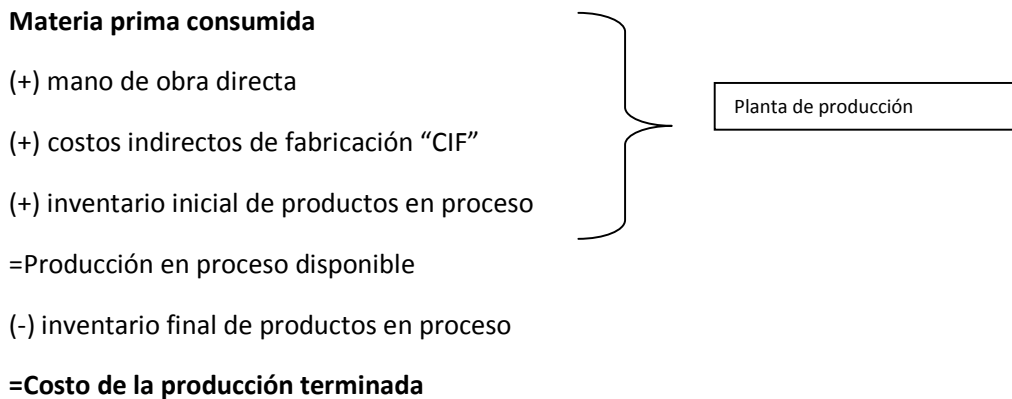 Materia prima consumida
(+) mano de obra directa
Planta de producción
(+) costos indirectos de fabricación “CIF”
(+) inventario inicial de productos en proceso
=Producción en proceso disponible
(-) inventario final de productos en proceso
=Costo de la producción terminada